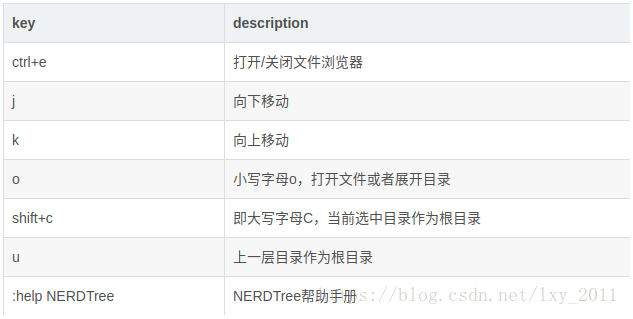 key description
ctrl+e 打开/关闭文件浏览器
j 向下移动
k 向上移动
o 小写字母o，打开文件或者展开目录
shift+c 即大写字母C，当前选中目录作为根目录
u 上一层目录作为根目录
:help NERDTree NERDTree帮助手册
https://blog.csdn.net/lxy_2011